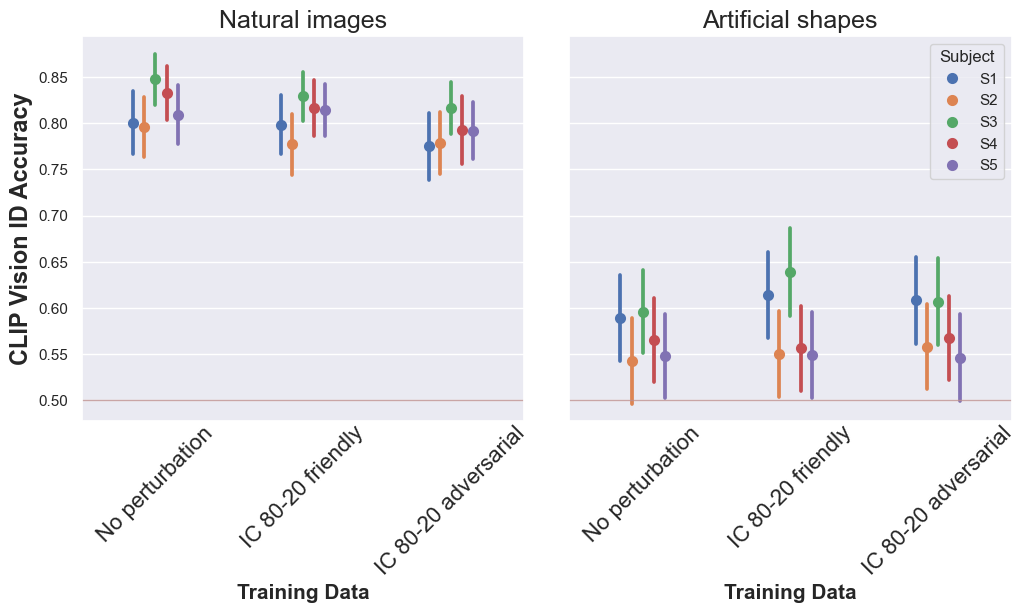 Natural images
Artificial shapes
CLIP Vision ID Accuracy
0.85
0.80
0.75
0.70
0.65
0.60
0.55
0.50
Subject
S1
S2
S3
S4
S5
No perturbation
IC 80-20 friendly
IC 80-20 adversarial
No perturbation
IC 80-20 friendly
IC 80-20 adversarial
Training Data
Training Data